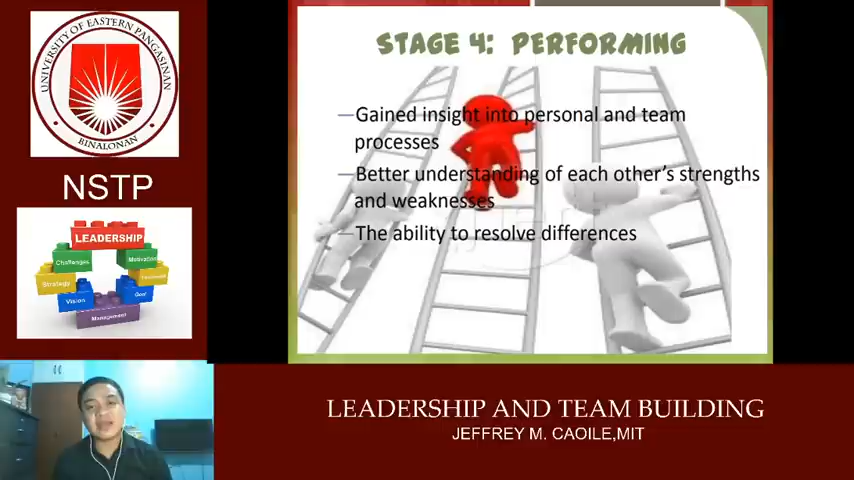 UNIVERSITY OF EASTERN PANGASINAN
BINALONAN
NSTP
LEADERSHIP
Challenges
Motivation
Strategy
Vision
Goal
Management
STAGE 4: PERFORMING
–Gained insight into personal and team
processes
–Better understanding of each other's strengths
and weaknesses
–The ability to resolve differences
LEADERSHIP AND TEAM BUILDING
JEFFREY M. CAOILE,MIT